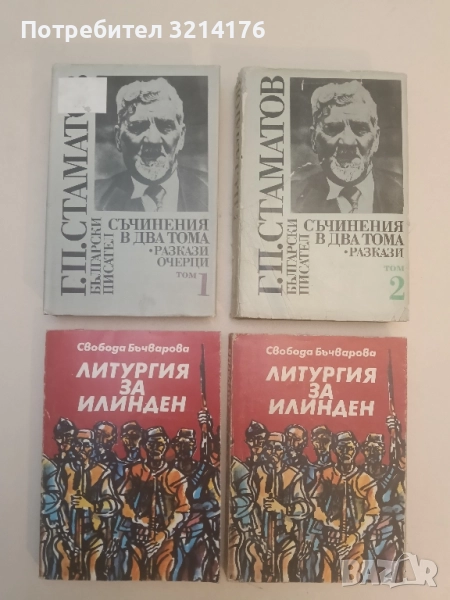 Потребител 3214176
Г.П.СТАМАТОВ
БЪЛГАРСКИ
ПИСАТЕЛ
СЪЧИНЕНИЯ
В ДВА ТОМА
•РАЗКАЗИ
ОЧЕРЦИ
ТОМ 1
Г.П.СТАМАТОВ
БЪЛГАРСКИ
ПИСАТЕЛ
СЪЧИНЕНИЯ
В ДВА ТОМА
•РАЗКАЗИ
ТОМ
2
Свобода Бъчварова
ЛИТУРГИЯ
ЗА
ИЛИНДЕН
Свобода Бъчварова
ЛИТУРГИЯ
ЗА
ИЛИНДЕН
BAZAR